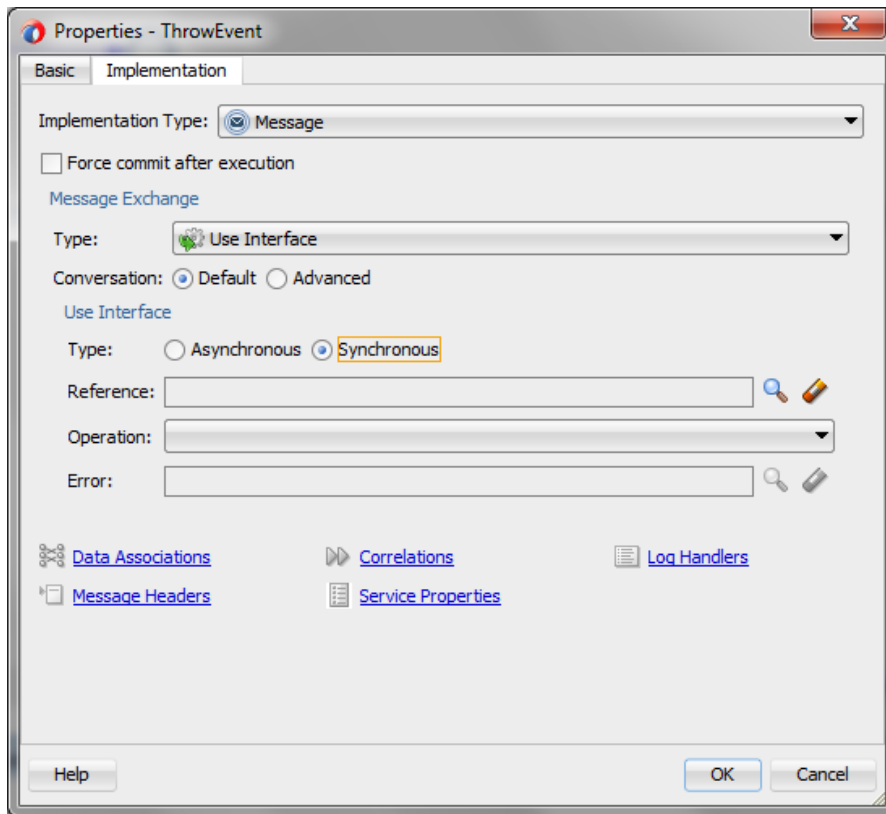 Properties - ThrowEvent
Basic Implementation
Implementation Type: Message
Force commit after execution
Message Exchange
Type: Use Interface
Conversation: Default Advanced
Use Interface
Type: Asynchronous Synchronous
Reference:
Operation:
Error:
Data Associations Correlations Log Handlers
Message Headers Service Properties
Help OK Cancel